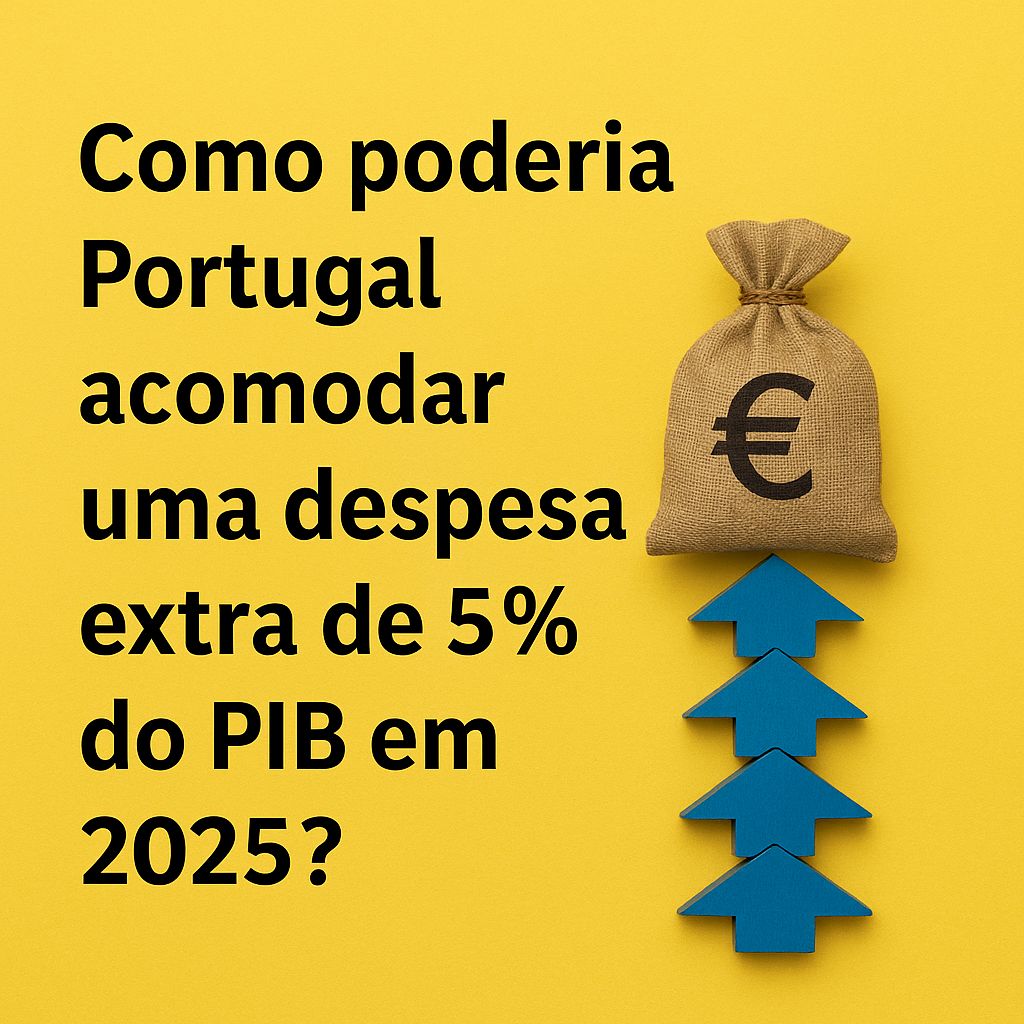 Como poderia
Portugal
acomodar
uma despesa
extra de 5%
do PIB em
2025?
€